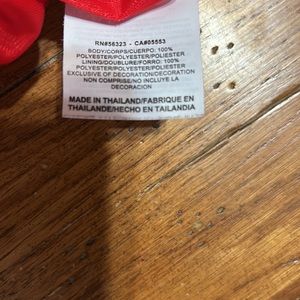 RN#56323 - CA#05553
BODY/CORPS/CUERPO: 100%
POLYESTER/POLYESTER/POLIESTER
LINING/DOUBLURE/FORRO: 100%
POLYESTER/POLYESTER/POLIESTER
EXCLUSIVE OF DECORATION/DECORATION
NON COMPRISE/NO INCLUYE LA
DECORACION
MADE IN THAILAND/FABRIQUE EN
THAILANDE/HECHO EN TAILANDIA